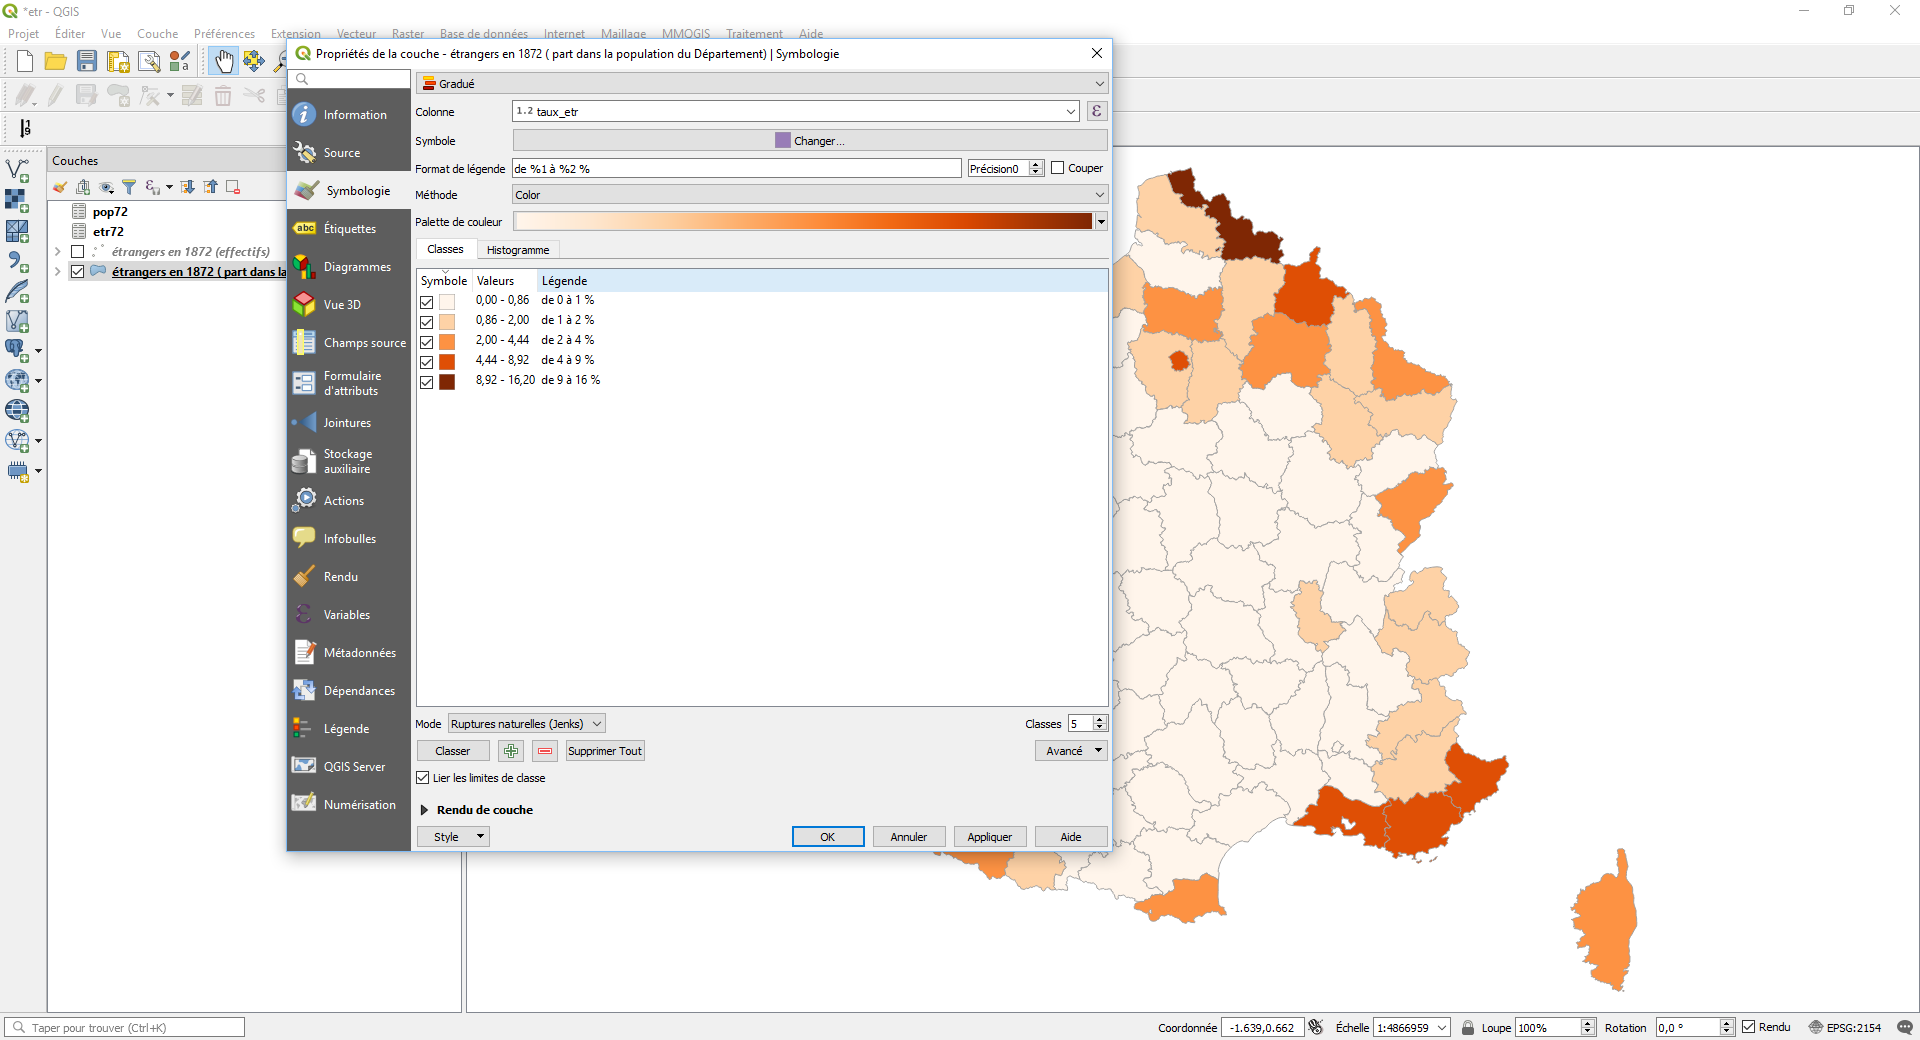 *etr - QGIS
Projet Éditer Vue Couche Préférences Extension Vecteur Raster Base de données Internet Maillage MMQGIS Traitement Aide
Propriétés de la couche - étrangers en 1872 ( part dans la population du Département) | Symbologie
Couches
pop72
etr72
étrangers en 1872 (effectifs)
étrangers en 1872 ( part dans la
Information
Source
Symbologie
abc Étiquettes
Diagrammes
Vue 3D
Champs source
Formulaire
d'attributs
Jointures
Stockage
auxiliaire
Actions
Infobulles
Rendu
Variables
Métadonnées
Dépendances
Légende
QGIS Server
Numérisation
Gradué
Colonne 1.2 taux_etr ε
Symbole Changer...
Format de légende de %1 à %2 % Précision0 Couper
Méthode Color
Palette de couleur
Classes Histogramme
Symbole Valeurs Légende
0,00 - 0,86 de 0 à 1 %
0,86 - 2,00 de 1 à 2 %
2,00 - 4,44 de 2 à 4 %
4,44 - 8,92 de 4 à 9 %
8,92 - 16,20 de 9 à 16 %
Mode Ruptures naturelles (Jenks) Classes 5
Classer Supprimer Tout Avancé
Lier les limites de classe
Rendu de couche
Style OK Annuler Appliquer Aide
Taper pour trouver (Ctrl+K) Coordonnée -1.639,0.662 Échelle 1:4866959 Loupe 100% Rotation 0,0 ° Rendu EPSG:2154